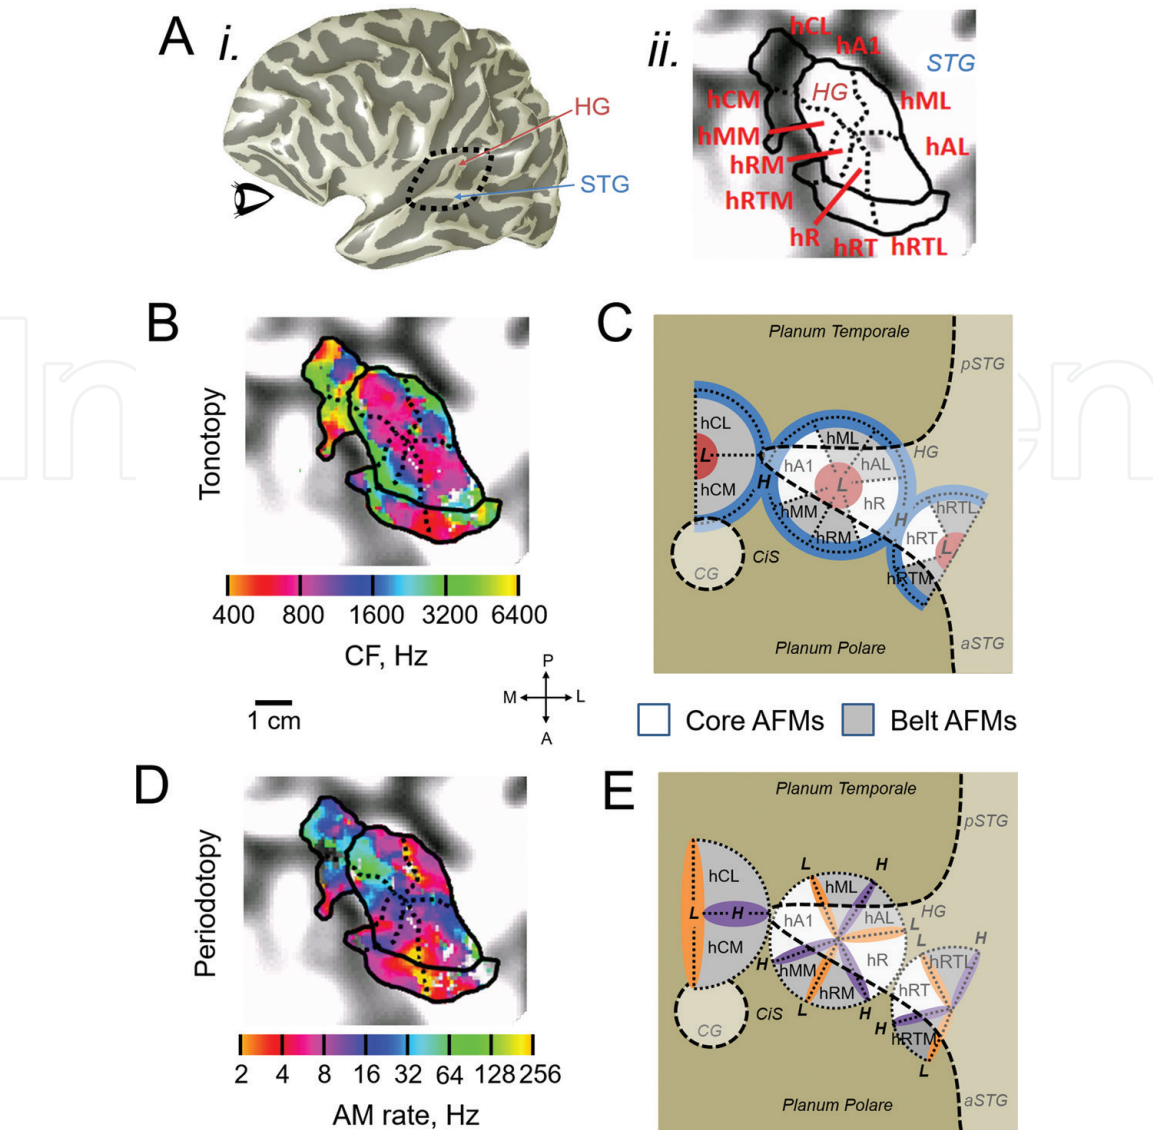 A
i.
HG
STG
ii.
hCL
hA1
STG
HG
hCM
hML
hMM
hAL
hRM
hRTM
hR
hRT
hRTL
B
Tonotopy
400 800 1600 3200 6400
CF, Hz
1 cm
P
M L
A
C
Planum Temporale
pSTG
hCL
hML
HG
L
hA1
hAL
H
L
hCM
hR
hMM
H
hRTL
hRM
hRT
L
CiS
CG
hRTM
Planum Polare
aSTG
Core AFMs
Belt AFMs
D
Periodotopy
2 4 8 16 32 64 128 256
AM rate, Hz
E
Planum Temporale
pSTG
L
H
hCL
hML
L
H
hA1
hAL
HG
L
L
H
hCM
hR
H
hMM
hRTL
hRM
hRT
L
H
H
CiS
CG
hRTM
L
Planum Polare
aSTG